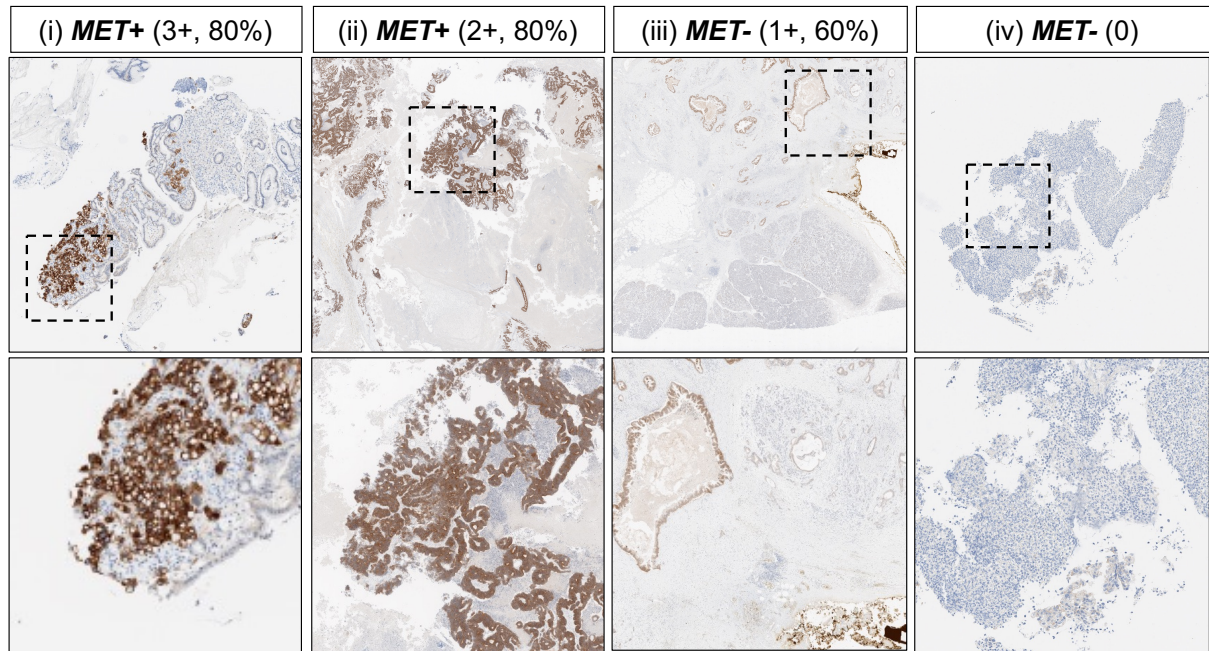 (i) MET+ (3+, 80%)
(ii) MET+ (2+, 80%)
(iii) MET- (1+, 60%)
(iv) MET- (0)